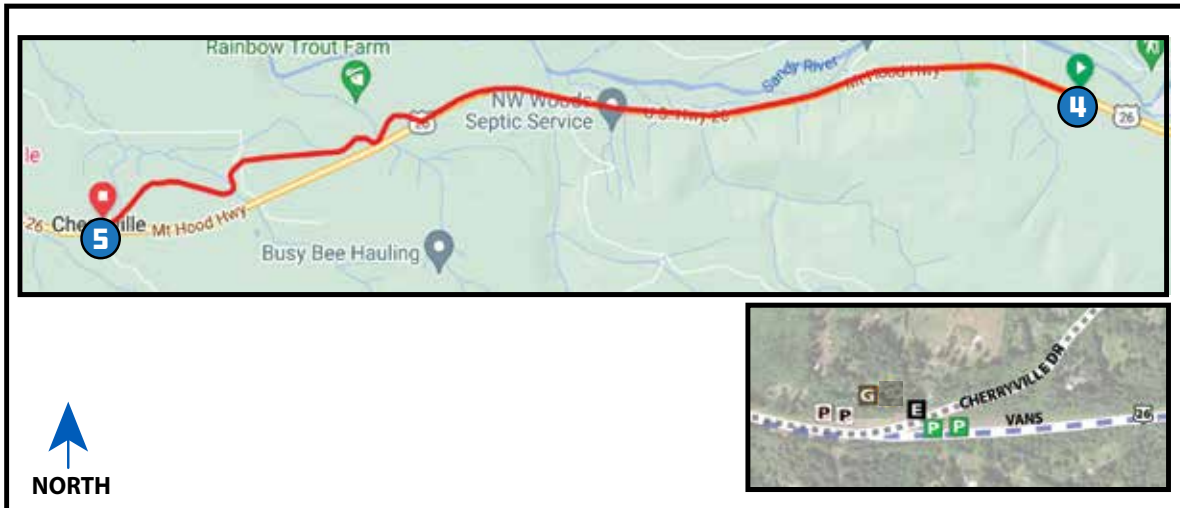 Rainbow Trout Farm
Sandy River
Mt Hood Hwy
NW Woods
Septic Service
U.S. Hwy 26
4
26
26
le
26
5
Mt Hood Hwy
Busy Bee Hauling
CHERRYVILLE DR
G
P P
E
P P
VANS
26
NORTH